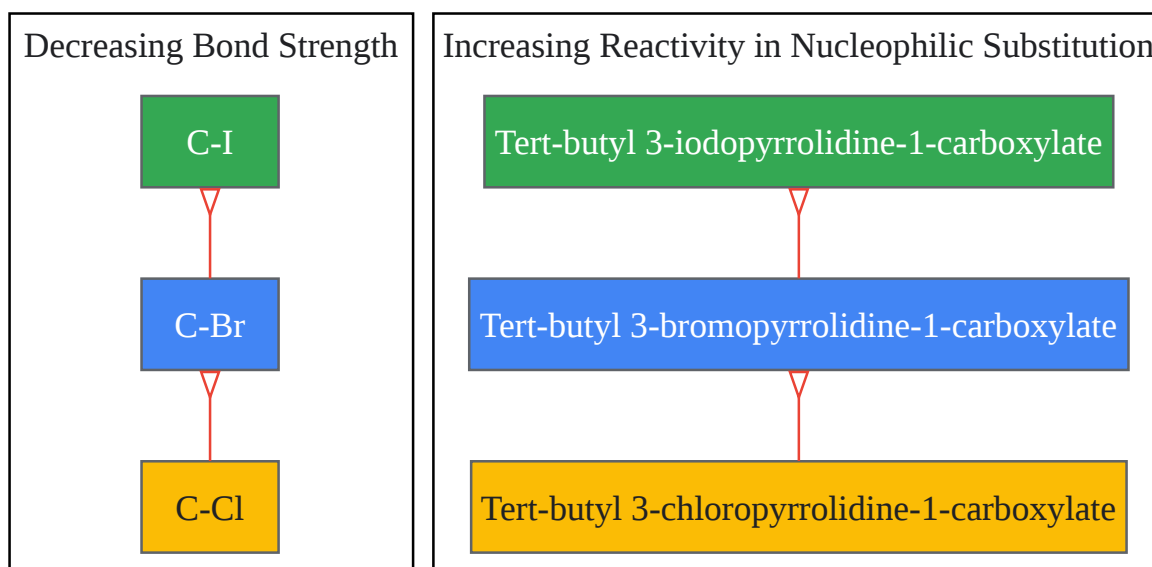 Decreasing Bond Strength
C-I
C-Br
C-Cl
Increasing Reactivity in Nucleophilic Substitution
Tert-butyl 3-iodopyrrolidine-1-carboxylate
Tert-butyl 3-bromopyrrolidine-1-carboxylate
Tert-butyl 3-chloropyrrolidine-1-carboxylate